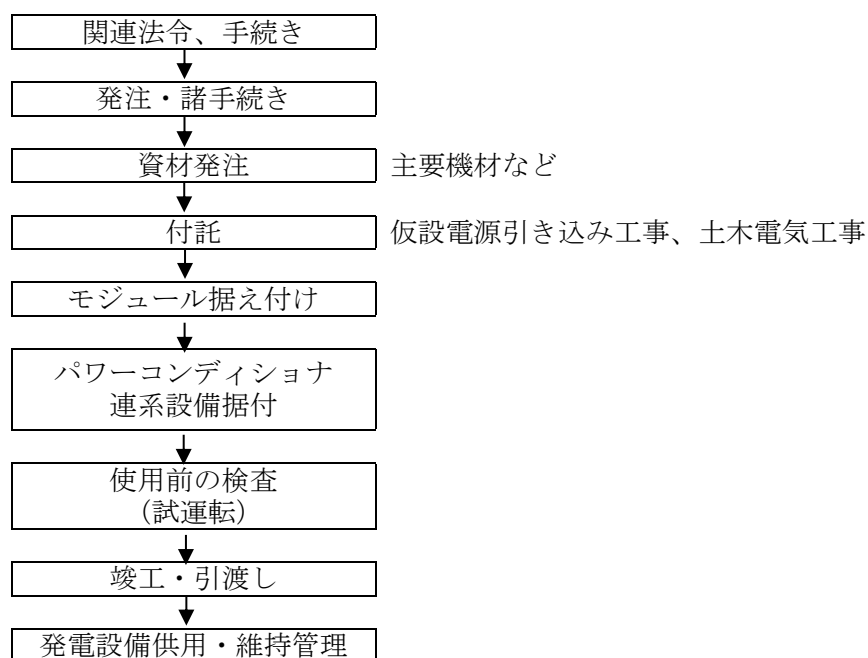 関連法令、手続き
発注・諸手続き
資材発注 主要機材など
付託 仮設電源引き込み工事、土木電気工事
モジュール据え付け
パワーコンディショナ
連系設備据付
使用前の検査
(試運転)
竣工・引渡し
発電設備供用・維持管理